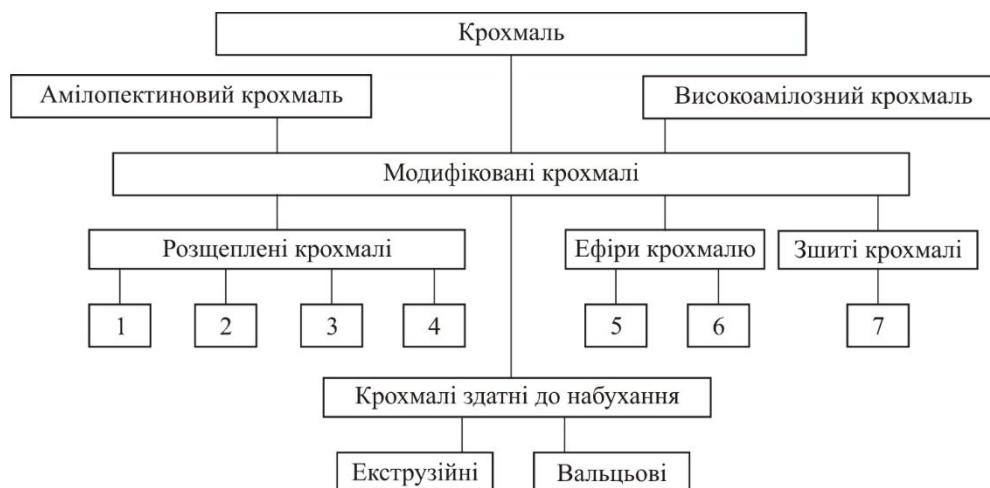 Крохмаль
Амілопектиновий крохмаль
Високоамілозний крохмаль
Модифіковані крохмалі
Розщеплені крохмалі
Ефіри крохмалю
Зшиті крохмалі
1
2
3
4
5
6
7
Крохмалі здатні до набухання
Екструзійні
Вальцьові